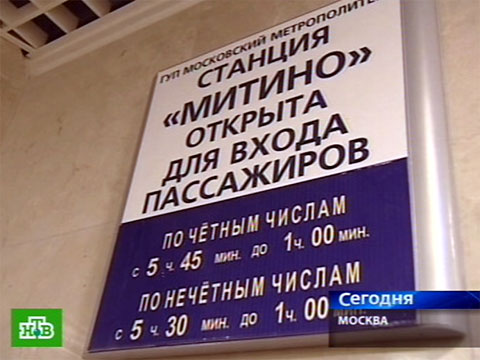 ГУП МОСКОВСКИЙ МЕТРОПОЛИТЕ
СТАНЦИЯ
«МИТИНО»
ОТКРЫТА
ДЛЯ ВХОДА
ПАССАЖИРОВ
ПО ЧЁТНЫМ ЧИСЛАМ
С 5 Ч. 45 МИН. ДО 1 Ч. 00 МИН.
ПО НЕЧЁТНЫМ ЧИСЛАМ
С 5 Ч. 30 МИН. ДО 1 Ч. 00 МИН.
Сегодня
МОСКВА
НТВ